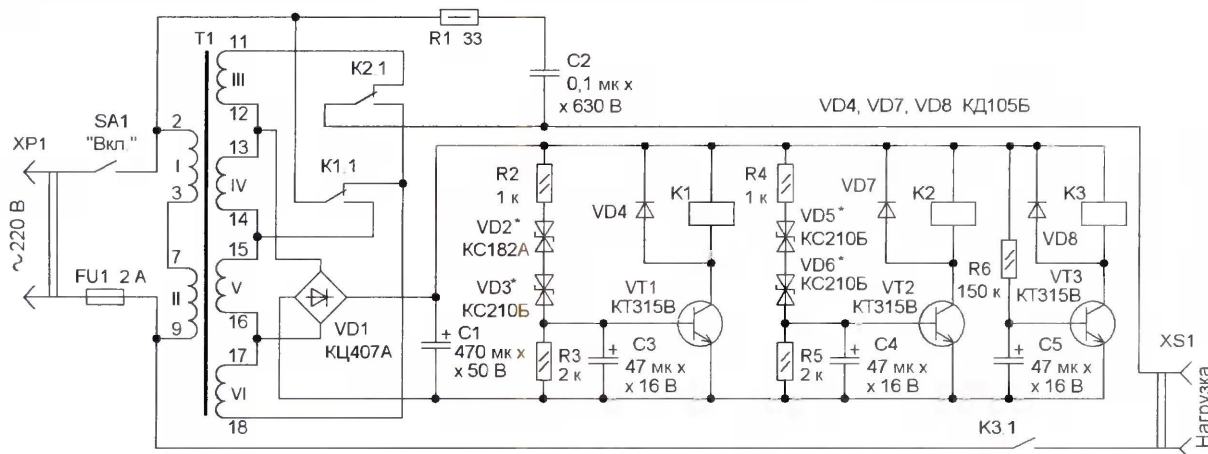 T1
11
III
12
13
IV
14
15
V
16
17
VI
18
R1 33
C2
0,1 мк х
х 630 В
K2.1
K1.1
SA1
"Вкл."
XP1
~220 В
FU1 2 А
2
I
3
7
II
9
VD1
КЦ407А
C1
470 мк х
х 50 В
R2
1 к
VD2*
КС182А
VD3*
КС210Б
R3
2 к
C3
47 мк х
х 16 В
VD4
K1
VT1
КТ315В
VD4, VD7, VD8 КД105Б
R4
1 к
VD5*
КС210Б
VD6*
КС210Б
R5
2 к
C4
47 мк х
х 16 В
VD7
K2
VT2
КТ315В
R6
150 к
C5
47 мк х
х 16 В
VD8
K3
VT3
КТ315В
K3.1
XS1
Нагрузка